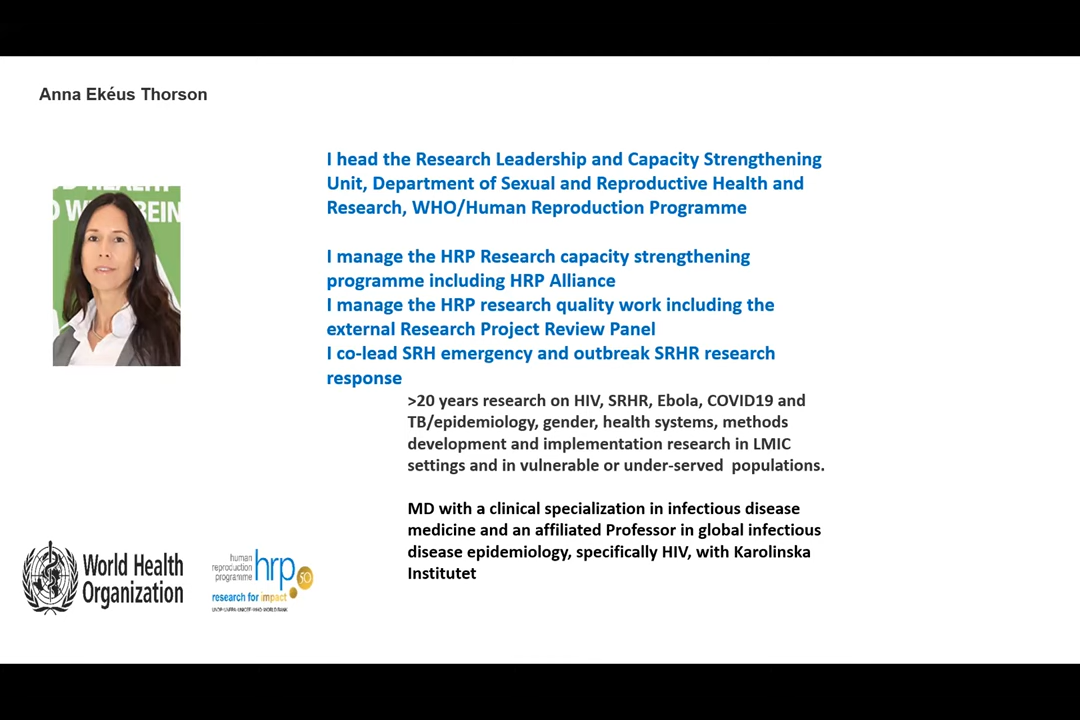 Anna Ekéus Thorson
I head the Research Leadership and Capacity Strengthening
Unit, Department of Sexual and Reproductive Health and
Research, WHO/Human Reproduction Programme
I manage the HRP Research capacity strengthening
programme including HRP Alliance
I manage the HRP research quality work including the
external Research Project Review Panel
I co-lead SRH emergency and outbreak SRHR research
response
>20 years research on HIV, SRHR, Ebola, COVID19 and
TB/epidemiology, gender, health systems, methods
development and implementation research in LMIC
settings and in vulnerable or under-served populations.
MD with a clinical specialization in infectious disease
medicine and an affiliated Professor in global infectious
disease epidemiology, specifically HIV, with Karolinska
Institutet
World Health
Organization
human
reproduction
programme
hrp
50
research for impact
UNDP·UNFPA·UNICEF·WHO·WORLD BANK